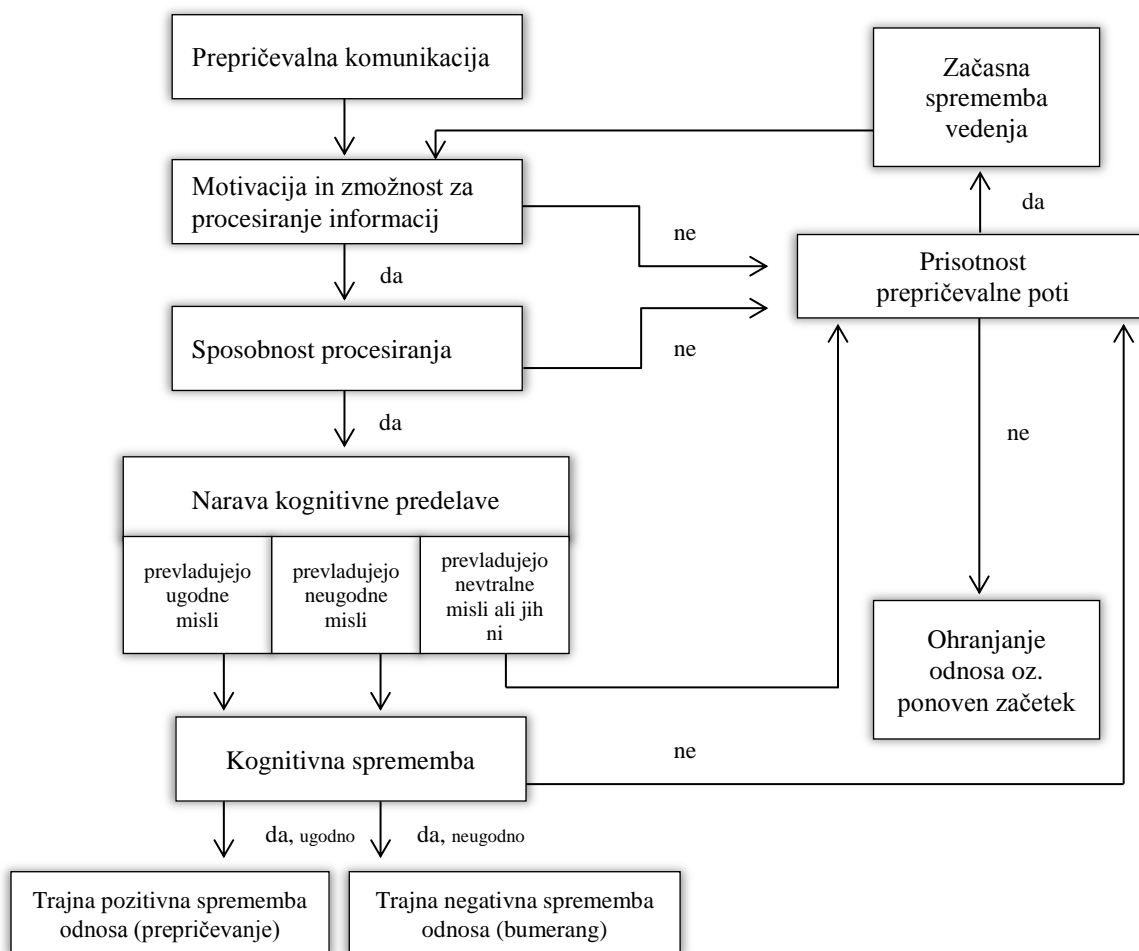 Prepričevalna komunikacija
Začasna
sprememba
vedenja
Motivacija in zmožnost za
procesiranje informacij
ne
da
da
Prisotnost
prepričevalne poti
Sposobnost procesiranja
ne
da
ne
Narava kognitivne predelave
prevladujejo
ugodne
misli
prevladujejo
neugodne
misli
prevladujejo
nevtralne
misli ali jih
ni
Ohranjanje
odnosa oz.
ponoven začetek
Kognitivna sprememba
ne
da, ugodno
da, neugodno
Trajna pozitivna sprememba
odnosa (prepričevanje)
Trajna negativna sprememba
odnosa (bumerang)